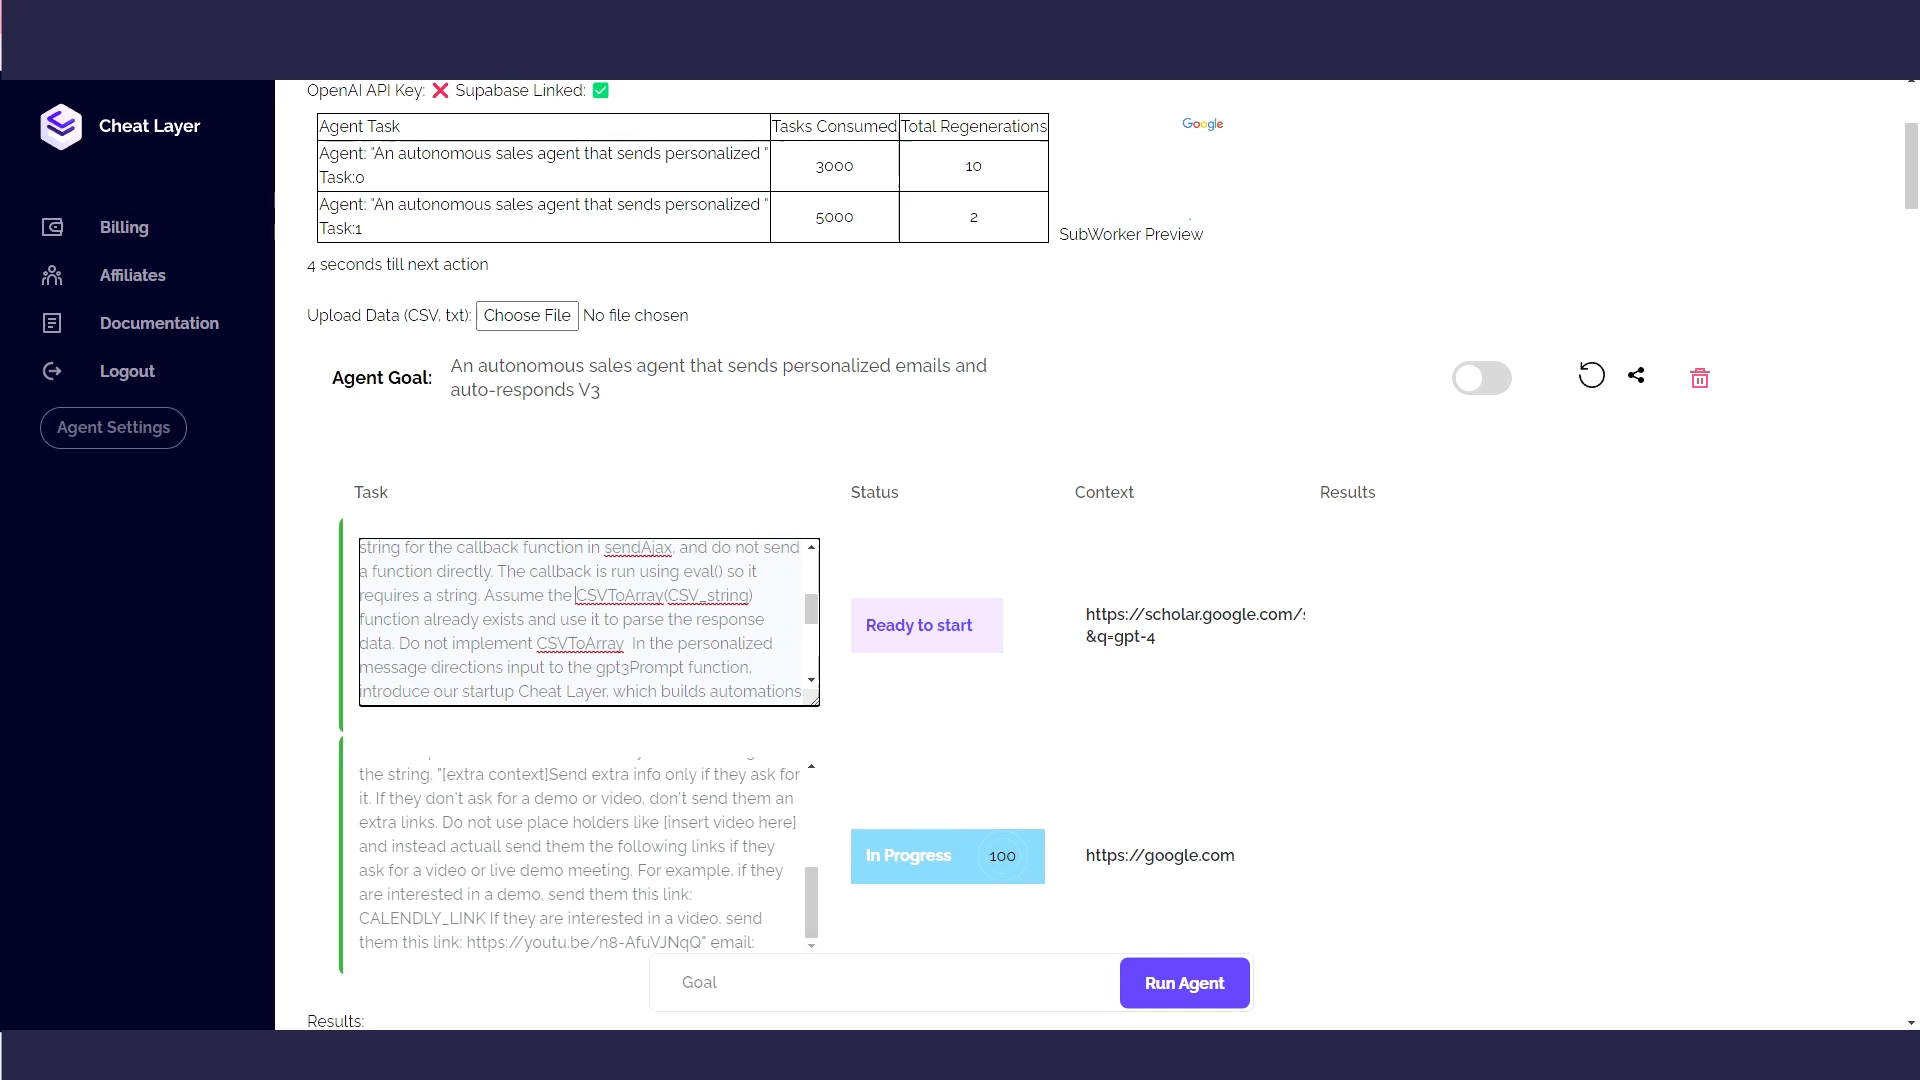 OpenAI API Key: ❌ Supabase Linked: ✅
Cheat Layer
Billing
Affiliates
Documentation
Logout
Agent Settings
Agent Task Tasks Consumed Total Regenerations
Agent: "An autonomous sales agent that sends personalized "
Task:0 3000 10
Agent: "An autonomous sales agent that sends personalized "
Task:1 5000 2
Google
SubWorker Preview
4 seconds till next action
Upload Data (CSV, txt): Choose File No file chosen
Agent Goal: An autonomous sales agent that sends personalized emails and
auto-responds V3
Task Status Context Results
string for the callback function in sendAjax, and do not send
a function directly. The callback is run using eval() so it
requires a string. Assume the CSVToArray(CSV_string)
function already exists and use it to parse the response
data. Do not implement CSVToArray In the personalized
message directions input to the gpt3Prompt function,
introduce our startup Cheat Layer, which builds automations
Ready to start
https://scholar.google.com/
&q=gpt-4
the string. "[extra context]Send extra info only if they ask for
it. If they don't ask for a demo or video, don't send them an
extra links. Do not use place holders like [insert video here]
and instead actuall send them the following links if they
ask for a video or live demo meeting. For example, if they
are interested in a demo, send them this link:
CALENDLY_LINK If they are interested in a video, send
them this link: https://youtu.be/n8-AfuVJNqQ" email:
In Progress 100
https://google.com
Goal
Run Agent
Results: